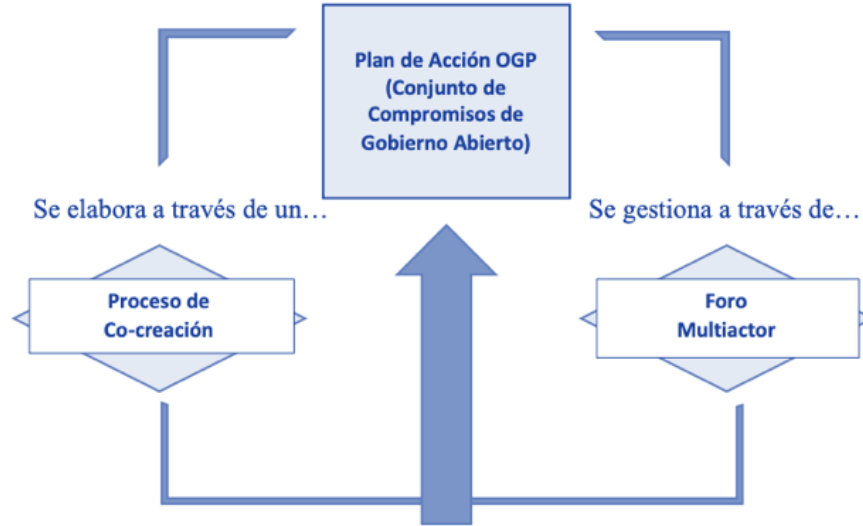 Plan de Acción OGP
(Conjunto de
Compromisos de
Gobierno Abierto)
Se elabora a través de un…
Se gestiona a través de…
Proceso de
Co-creación
Foro
Multiactor